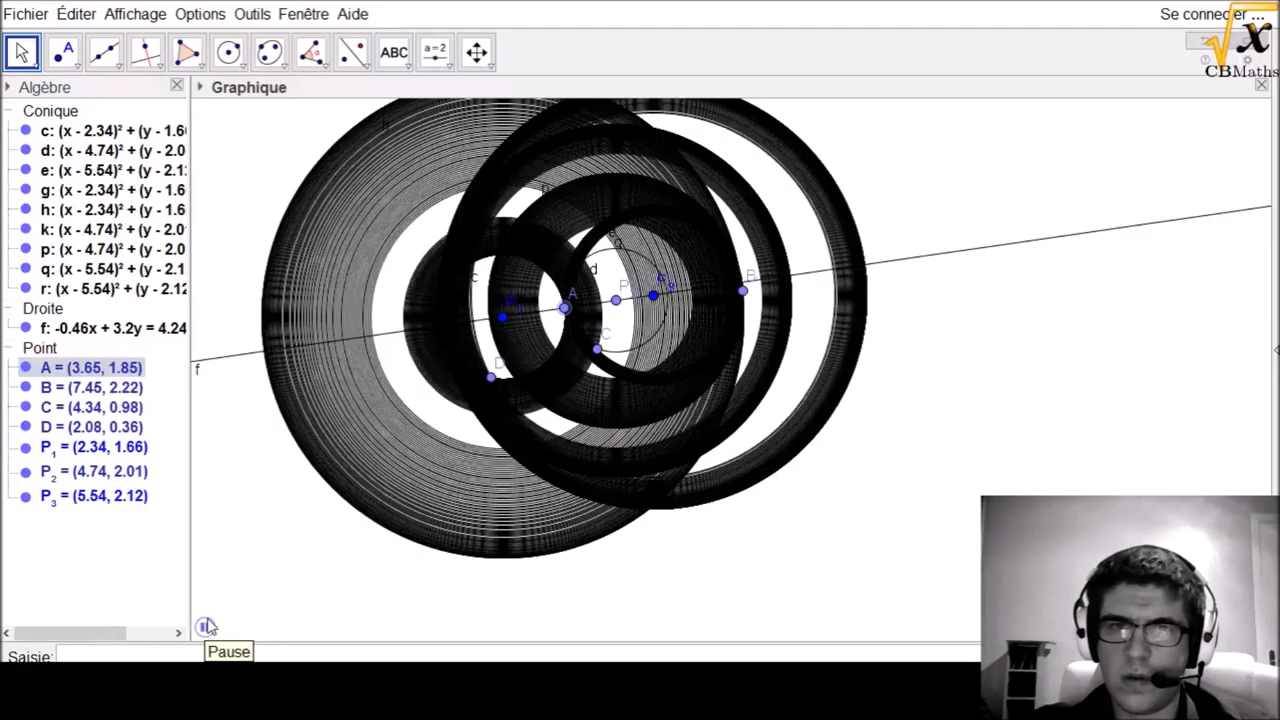 Fichier Éditer Affichage Options Outils Fenêtre Aide
Se connecter ...
x
CBMaths
A
ABC
a=2
Algèbre
Graphique
Conique
c: (x - 2.34)² + (y - 1.6
d: (x - 4.74)² + (y - 2.0
e: (x - 5.54)² + (y - 2.1
g: (x - 2.34)² + (y - 1.6
h: (x - 2.34)² + (y - 1.6
k: (x - 4.74)² + (y - 2.0
p: (x - 4.74)² + (y - 2.0
q: (x - 5.54)² + (y - 2.1
r: (x - 5.54)² + (y - 2.12
Droite
f: -0.46x + 3.2y = 4.24
Point
A = (3.65, 1.85)
B = (7.45, 2.22)
C = (4.34, 0.98)
D = (2.08, 0.36)
P1 = (2.34, 1.66)
P2 = (4.74, 2.01)
P3 = (5.54, 2.12)
c
d
A
B
C
D
f
Pause
Saisie: